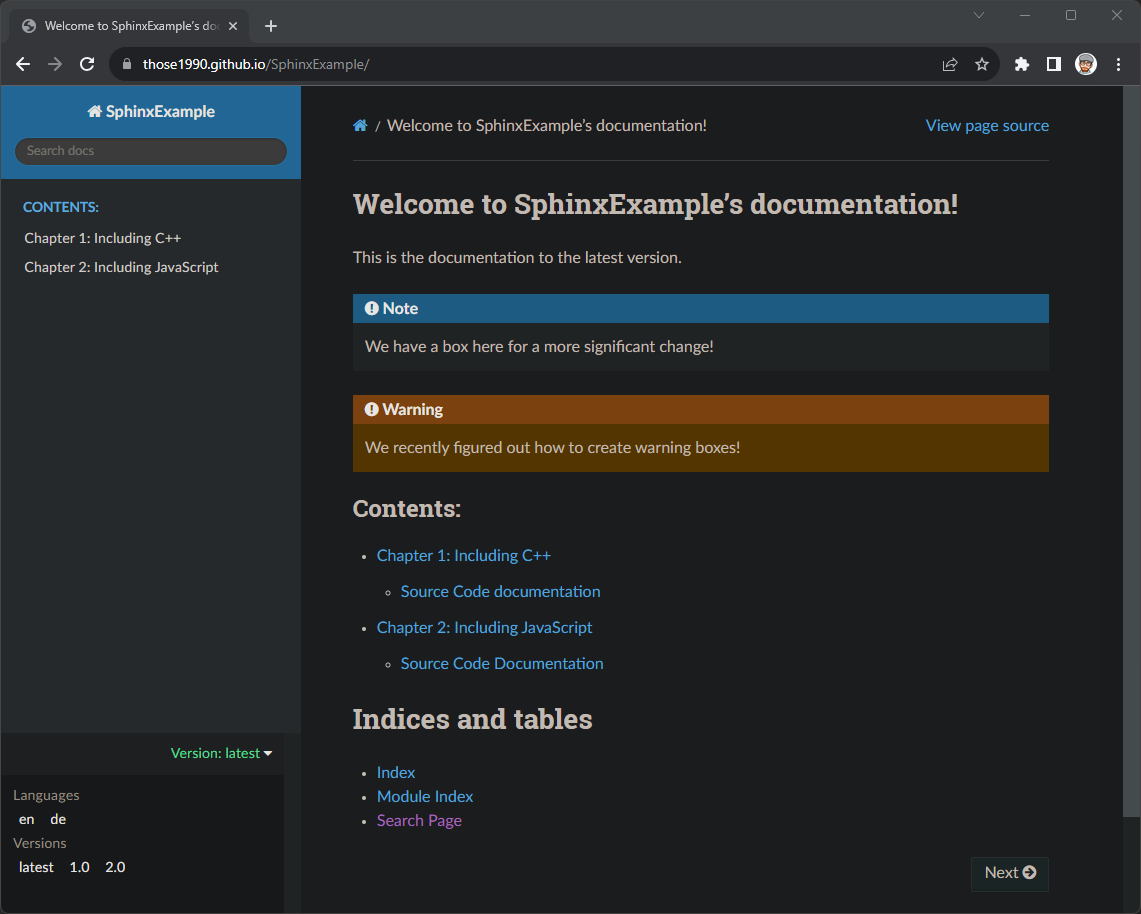 Welcome to SphinxExample's do
those1990.github.io/SphinxExample/
SphinxExample
Search docs
CONTENTS:
Chapter 1: Including C++
Chapter 2: Including JavaScript
Version: latest
Languages
en de
Versions
latest 1.0 2.0
/ Welcome to SphinxExample's documentation!
View page source
Welcome to SphinxExample's documentation!
This is the documentation to the latest version.
Note
We have a box here for a more significant change!
Warning
We recently figured out how to create warning boxes!
Contents:
• Chapter 1: Including C++
◦ Source Code documentation
• Chapter 2: Including JavaScript
◦ Source Code Documentation
Indices and tables
• Index
• Module Index
• Search Page
Next